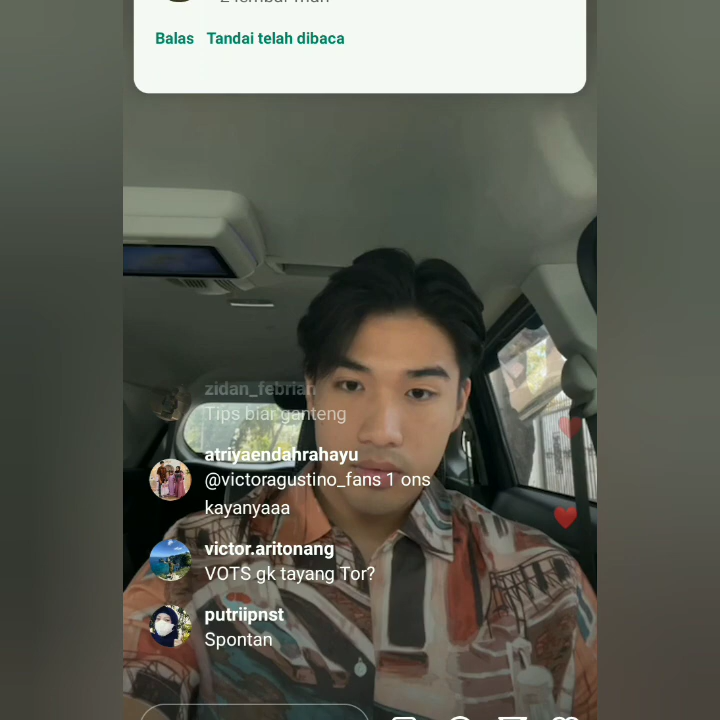 Balas Tandai telah dibaca
zidan_febrian
Tips biar ganteng
atriyaendahrahayu
@victoragustino_fans 1 ons
kayanyaaa
victor.aritonang
VOTS gk tayang Tor?
putriipnst
Spontan